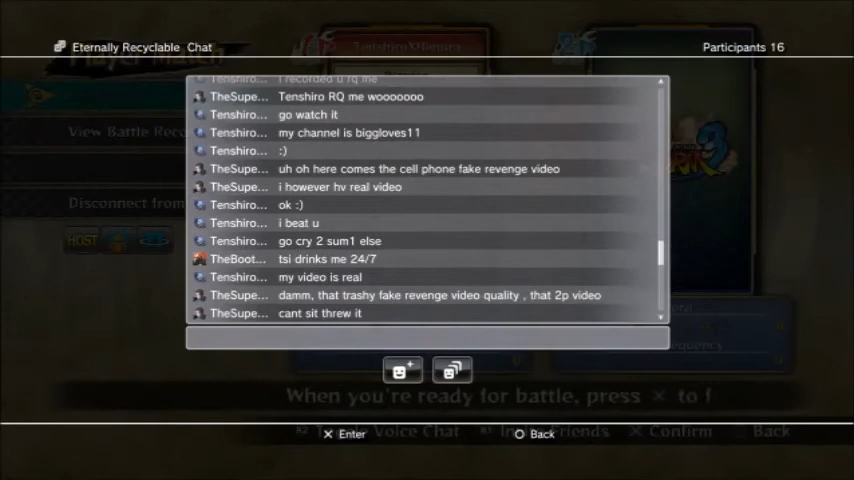 Eternally Recyclable Chat
Participants 16
Tenshiro... i recorded u rq me
TheSupe... Tenshiro RQ me wooooooo
Tenshiro... go watch it
Tenshiro... my channel is biggloves11
Tenshiro... :)
TheSupe... uh oh here comes the cell phone fake revenge video
TheSupe... i however hv real video
Tenshiro... ok :)
Tenshiro... i beat u
Tenshiro... go cry 2 sum1 else
TheBoot... tsi drinks me 24/7
Tenshiro... my video is real
TheSupe... damm, that trashy fake revenge video quality , that 2p video
TheSupe... cant sit threw it
View Battle Reco
Disconnect from
HOST
When you're ready for battle, press × to f
Voice Chat
Friends
Confirm
Back
× Enter
Back